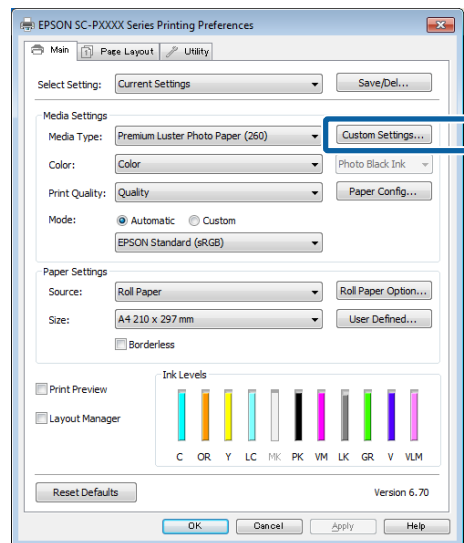 EPSON SC-PXXXX Series Printing Preferences
Main Page Layout Utility
Select Setting: Current Settings Save/Del...
Media Settings
Media Type: Premium Luster Photo Paper (260) Custom Settings...
Color: Color Photo Black Ink
Print Quality: Quality Paper Config...
Mode: Automatic Custom
EPSON Standard (sRGB)
Paper Settings
Source: Roll Paper Roll Paper Option...
Size: A4 210 x 297 mm User Defined...
Borderless
Print Preview
Layout Manager
Ink Levels
C OR Y LC MK PK VM LK GR V VLM
Reset Defaults Version 6.70
OK Cancel Apply Help